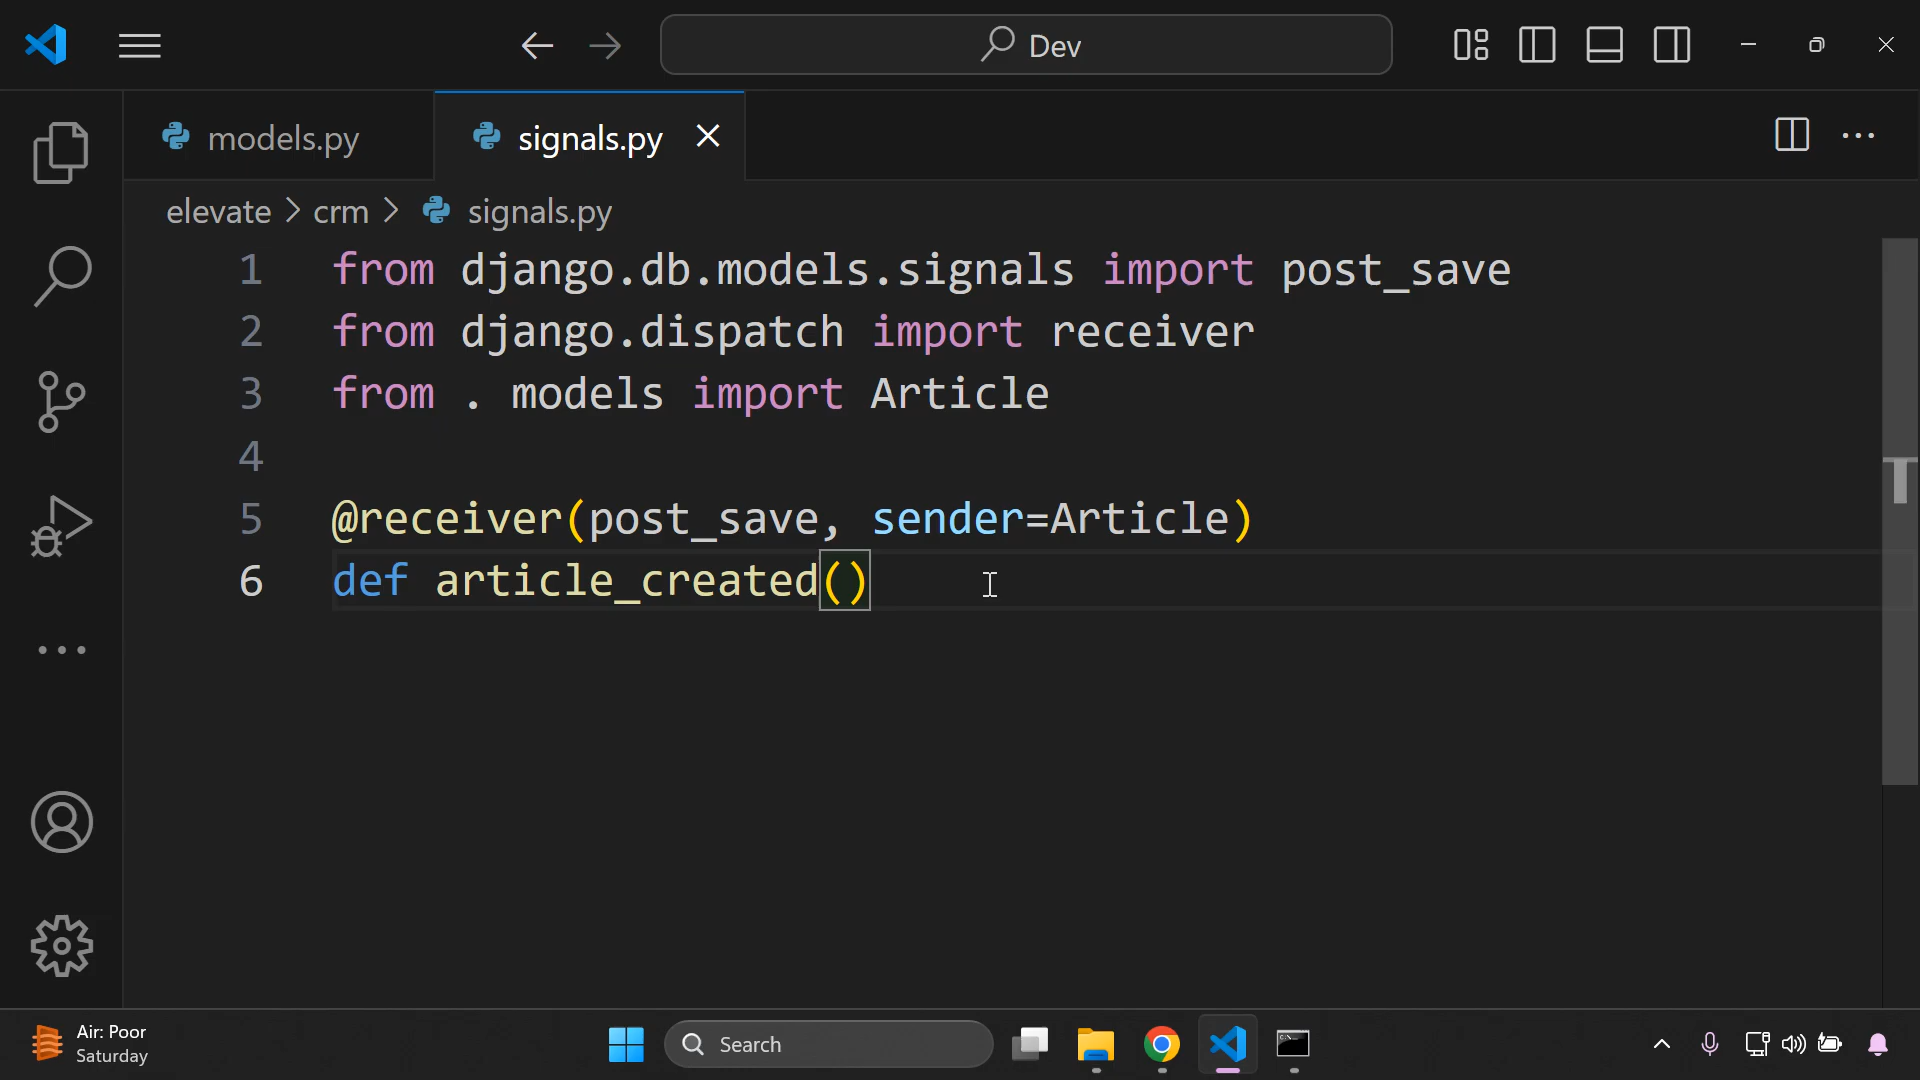 Dev
models.py
signals.py
elevate > crm > signals.py
1 from django.db.models.signals import post_save
2 from django.dispatch import receiver
3 from . models import Article
4
5 @receiver(post_save, sender=Article)
6 def article_created()
Air: Poor
Saturday
Search